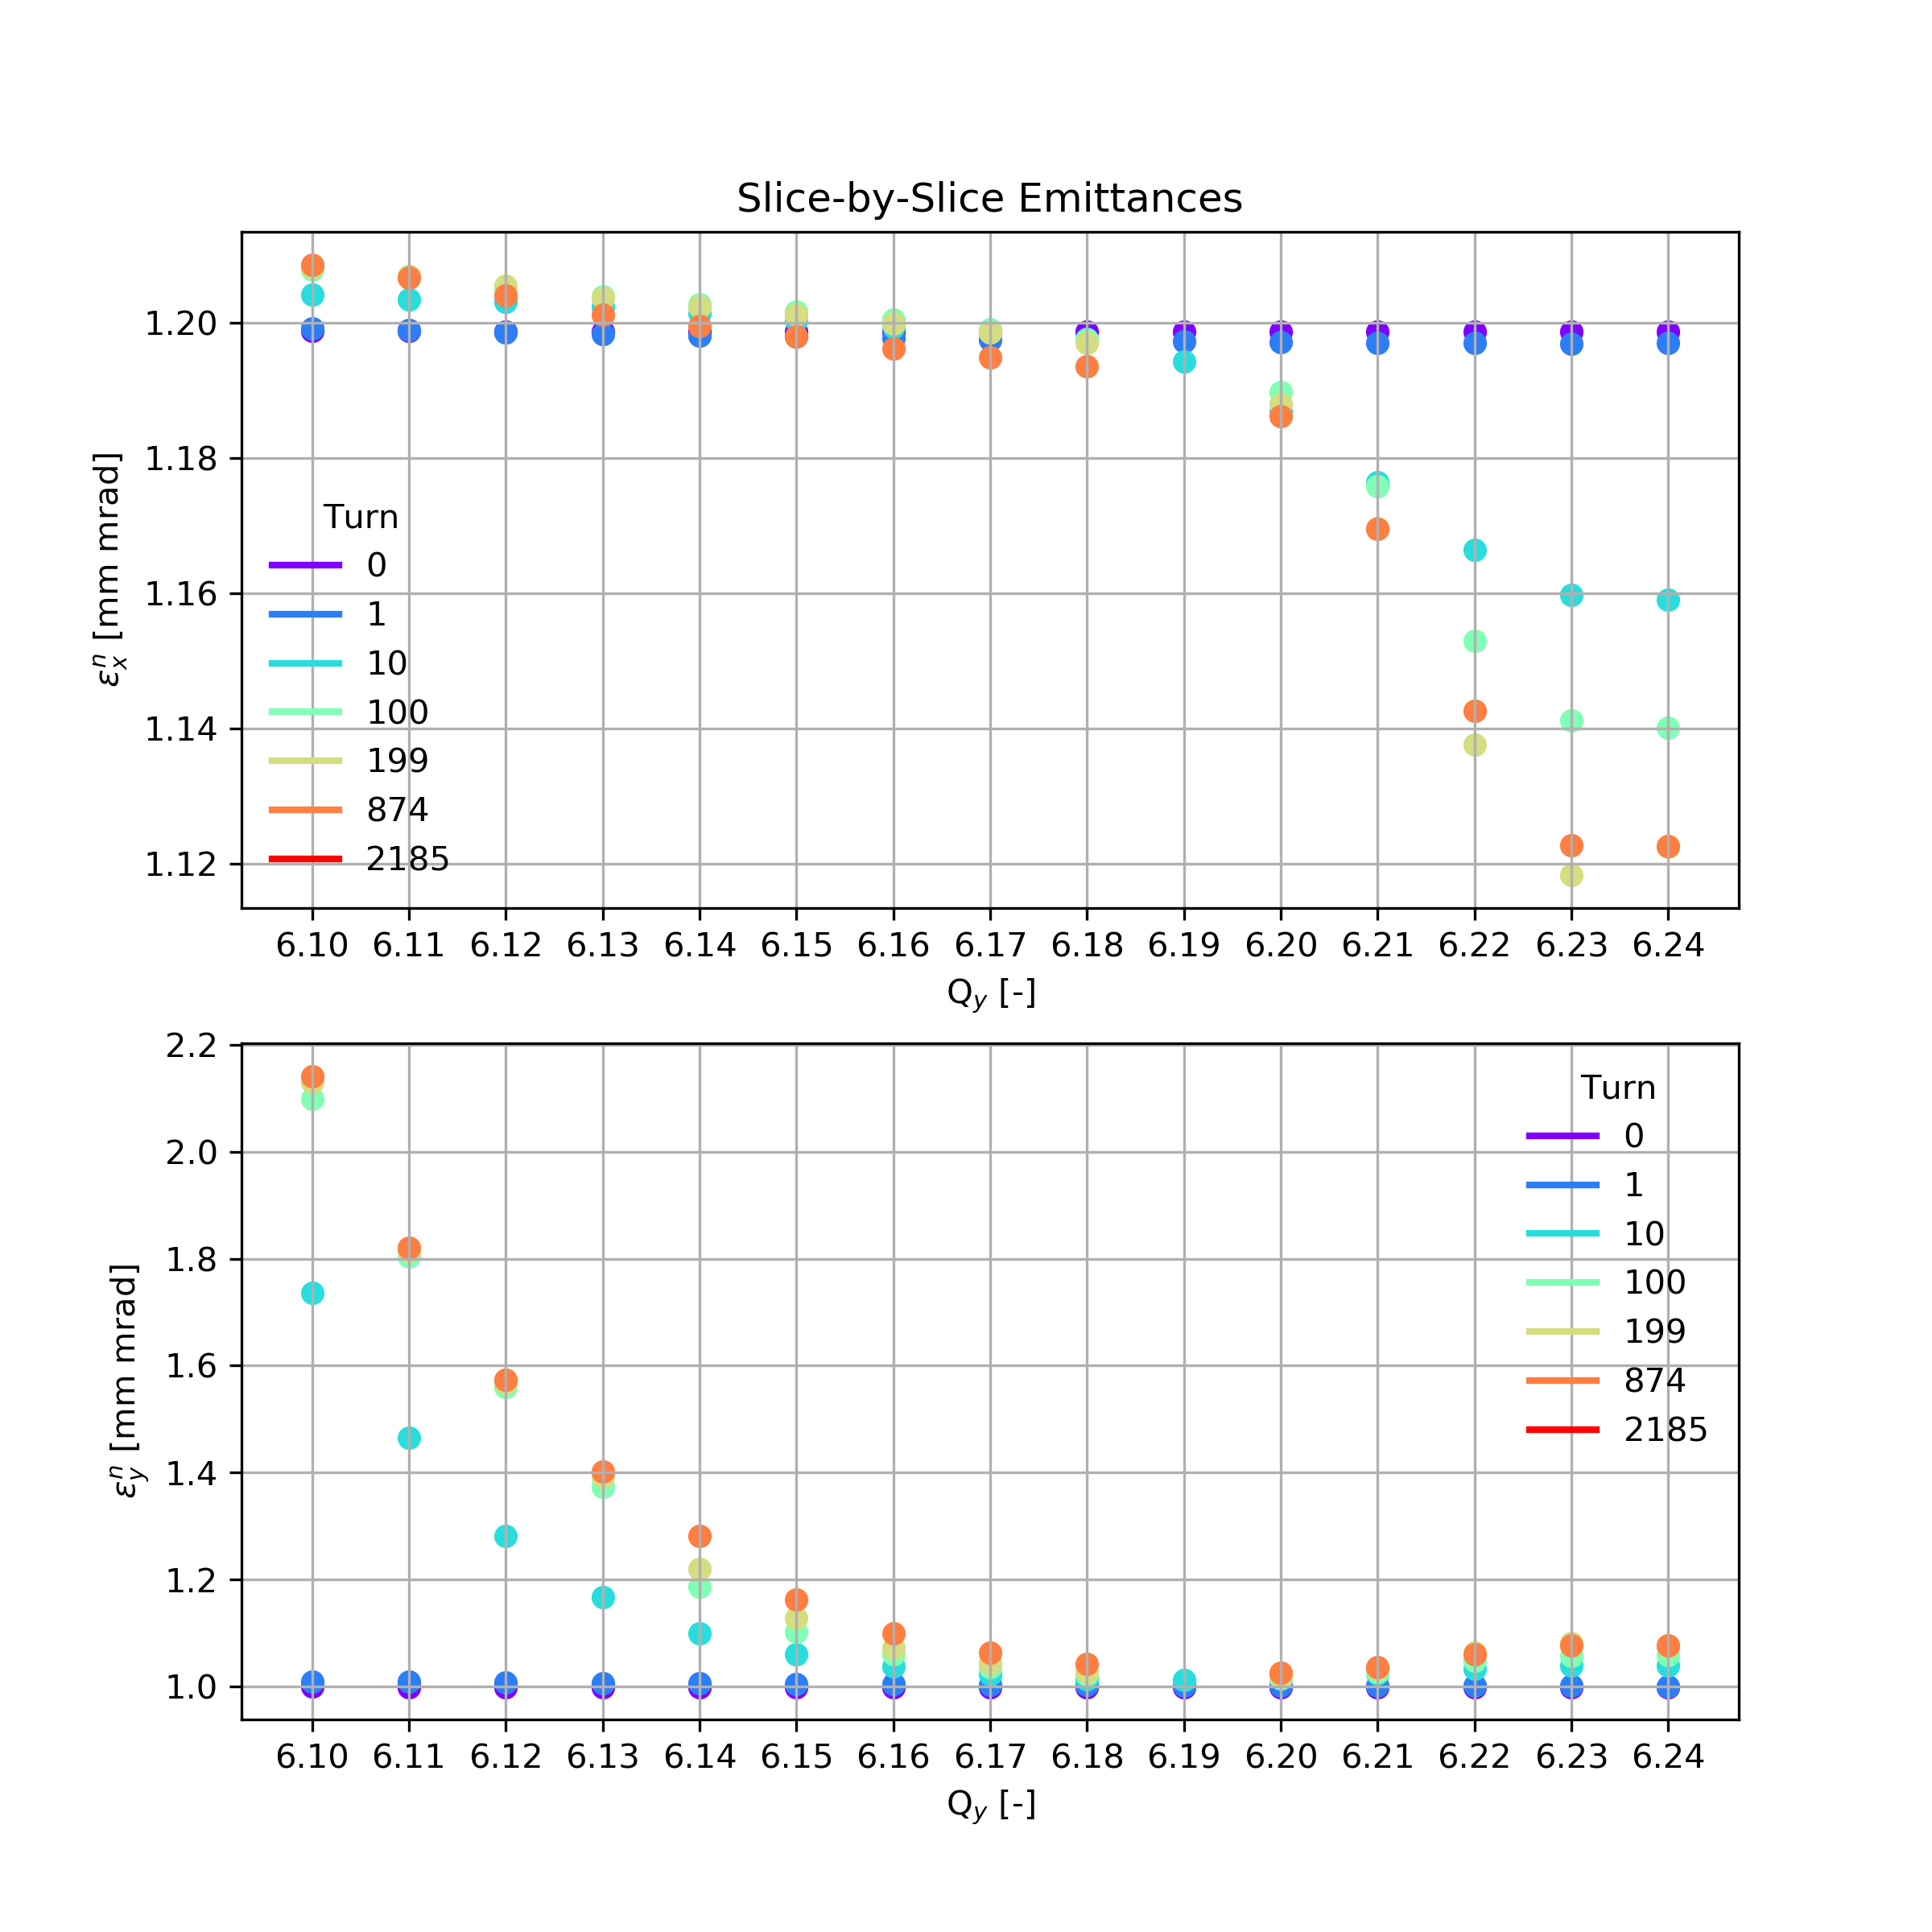 Slice-by-Slice Emittances
ε_x^n [mm mrad]
1.20
1.18
1.16
1.14
1.12
Turn
0
1
10
100
199
874
2185
6.10 6.11 6.12 6.13 6.14 6.15 6.16 6.17 6.18 6.19 6.20 6.21 6.22 6.23 6.24
Q_y [-]
ε_y^n [mm mrad]
2.2
2.0
1.8
1.6
1.4
1.2
1.0
Turn
0
1
10
100
199
874
2185
6.10 6.11 6.12 6.13 6.14 6.15 6.16 6.17 6.18 6.19 6.20 6.21 6.22 6.23 6.24
Q_y [-]